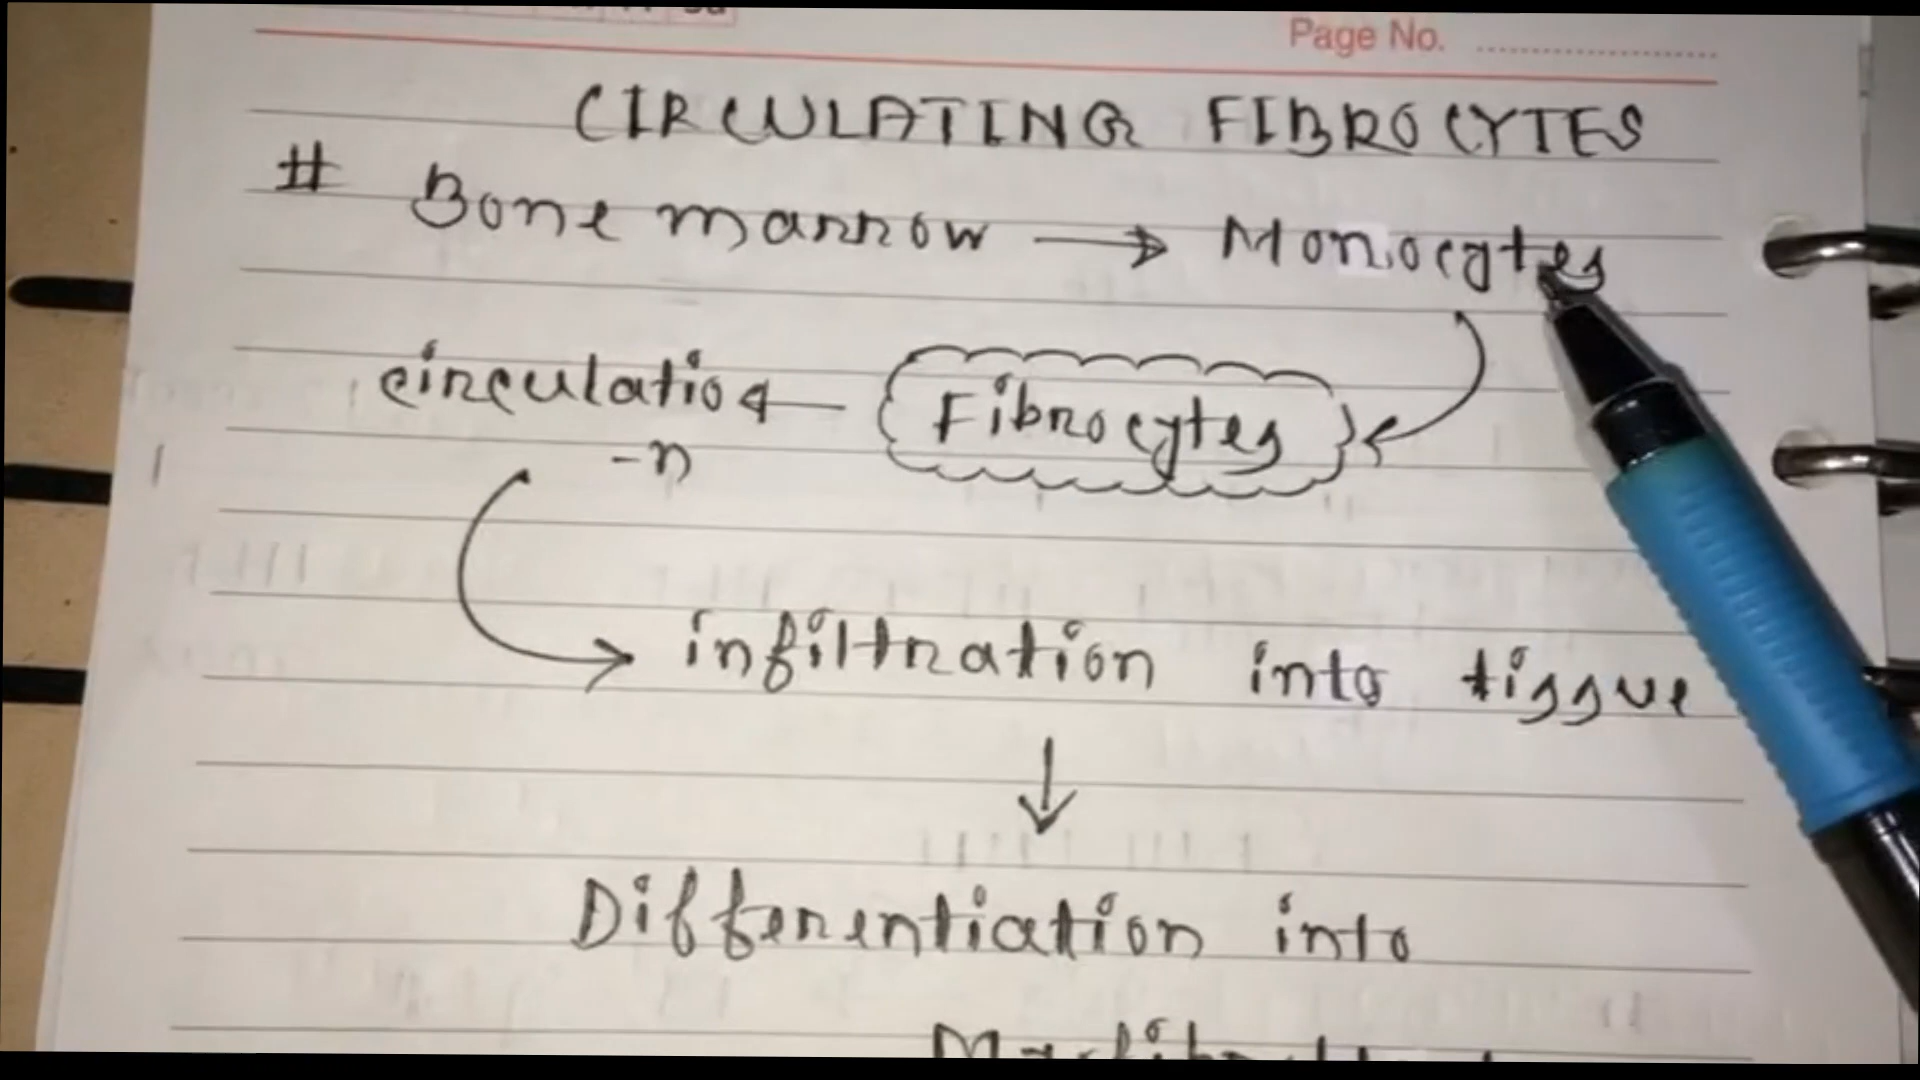 Page No.
CIRCULATING FIBROCYTES
# Bone marrow → Monocytes
circulatio ← Fibrocytes
-n
infiltration into tissue
↓
Differentiation into